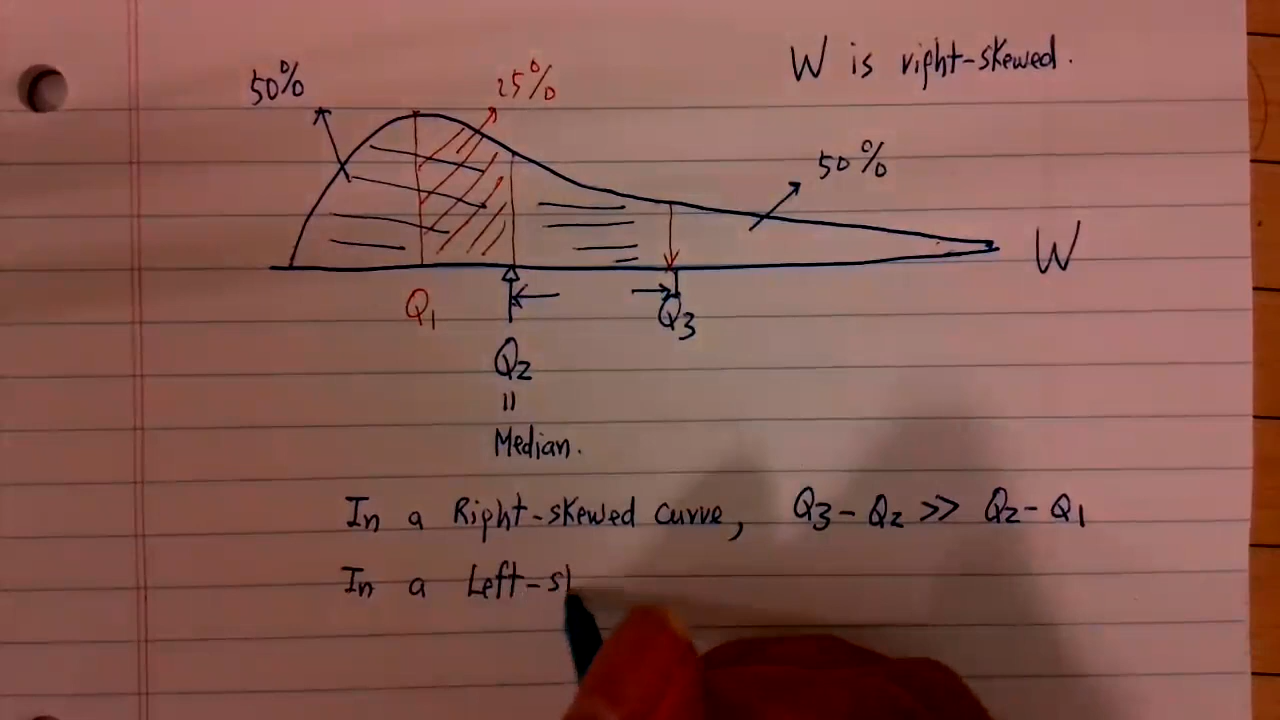 W is right-skewed.
50%
25%
50%
W
Q1
Q3
Q2
=
Median.
In a Right-skewed curve, Q3 - Q2 >> Q2 - Q1
In a Left-s